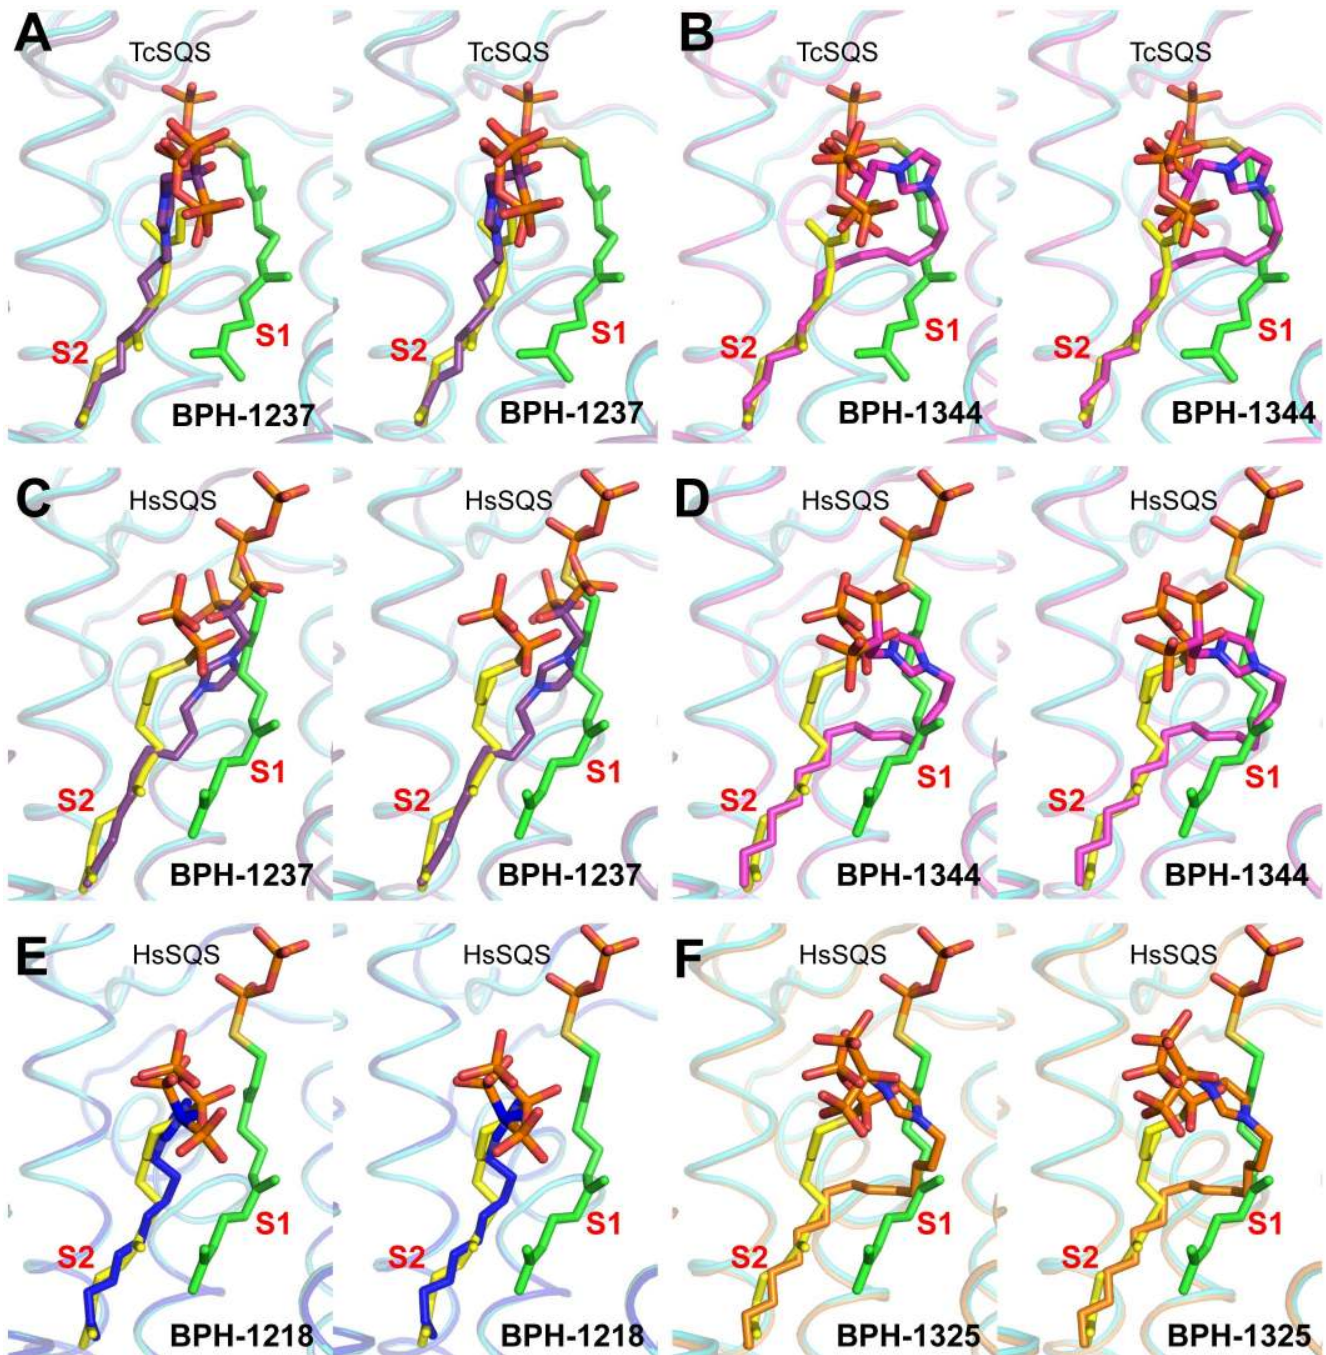 A TcSQS TcSQS B TcSQS TcSQS
S2 S1 S2 S1 S2 S1 S2 S1
BPH-1237 BPH-1237 BPH-1344 BPH-1344
C HsSQS HsSQS D HsSQS HsSQS
S2 S1 S2 S1 S2 S1 S2 S1
BPH-1237 BPH-1237 BPH-1344 BPH-1344
E HsSQS HsSQS F HsSQS HsSQS
S2 S1 S2 S1 S2 S1 S2 S1
BPH-1218 BPH-1218 BPH-1325 BPH-1325